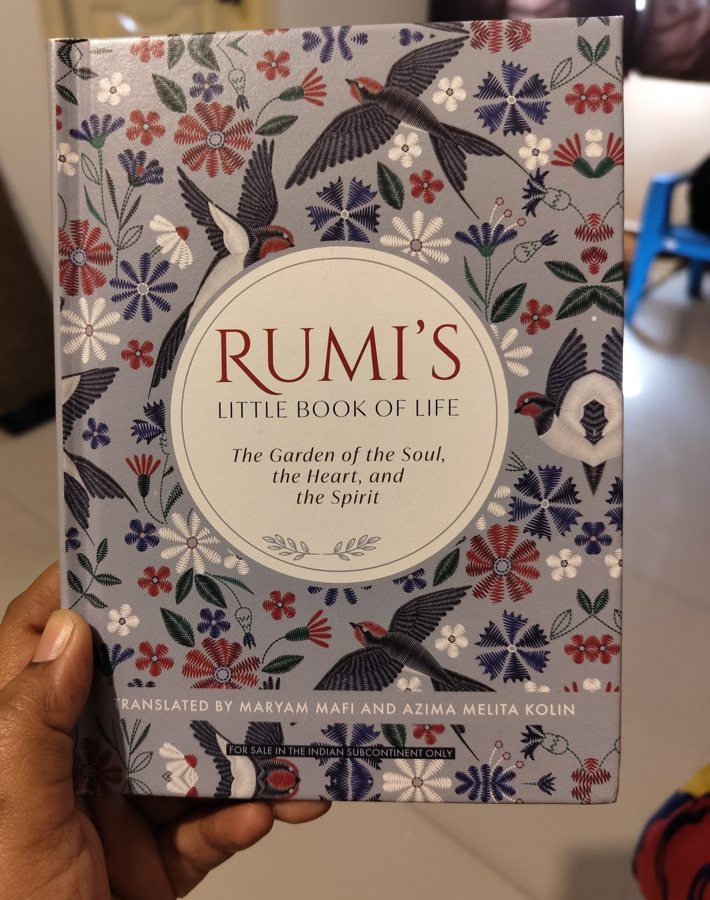 RUMI'S
LITTLE BOOK OF LIFE
The Garden of the Soul,
the Heart, and
the Spirit
TRANSLATED BY MARYAM MAFI AND AZIMA MELITA KOLIN
FOR SALE IN THE INDIAN SUBCONTINENT ONLY